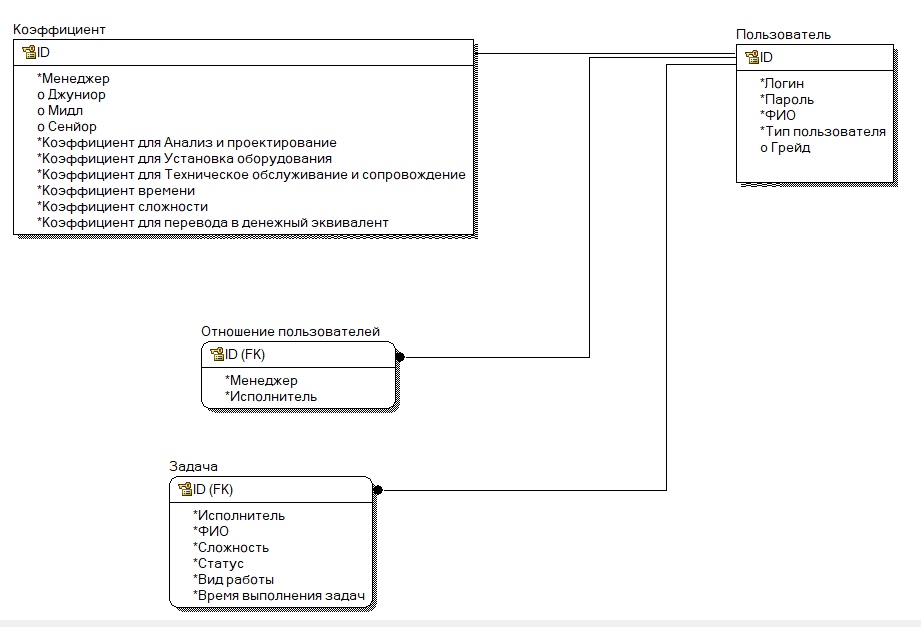 Коэффициент
ID
*Менеджер
o Джуниор
o Мидл
o Сенйор
*Коэффициент для Анализ и проектирование
*Коэффициент для Установка оборудования
*Коэффициент для Техническое обслуживание и сопровождение
*Коэффициент времени
*Коэффициент сложности
*Коэффициент для перевода в денежный эквивалент
Пользователь
ID
*Логин
*Пароль
*ФИО
*Тип пользователя
o Грейд
Отношение пользователей
ID (FK)
*Менеджер
*Исполнитель
Задача
ID (FK)
*Исполнитель
*ФИО
*Сложность
*Статус
*Вид работы
*Время выполнения задач